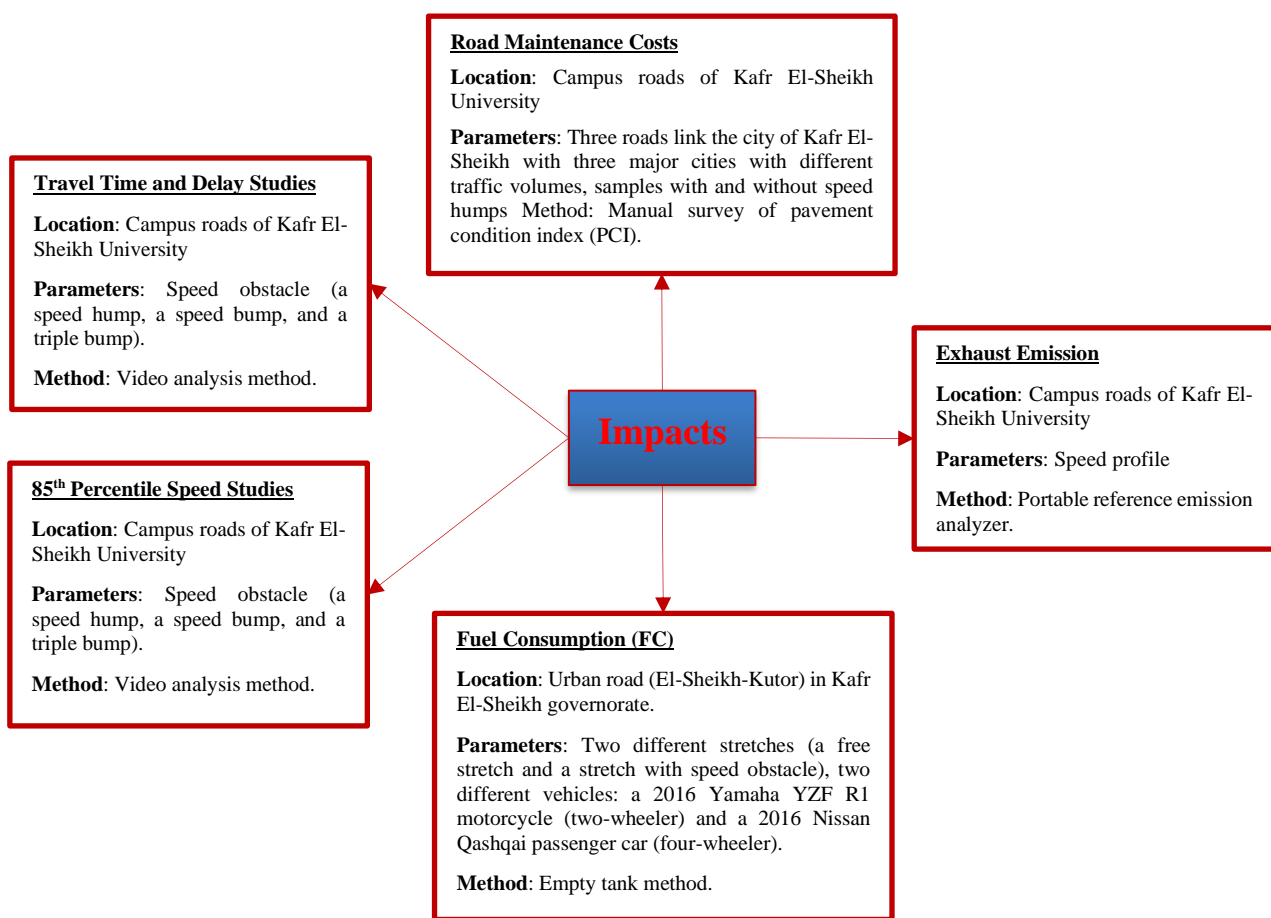 Road Maintenance Costs
Location: Campus roads of Kafr El-Sheikh
University
Parameters: Three roads link the city of Kafr El-
Sheikh with three major cities with different
traffic volumes, samples with and without speed
humps Method: Manual survey of pavement
condition index (PCI).
Travel Time and Delay Studies
Location: Campus roads of Kafr El-
Sheikh University
Parameters: Speed obstacle (a
speed hump, a speed bump, and a
triple bump).
Method: Video analysis method.
Exhaust Emission
Location: Campus roads of Kafr El-
Sheikh University
Parameters: Speed profile
Method: Portable reference emission
analyzer.
Impacts
85th Percentile Speed Studies
Location: Campus roads of Kafr El-
Sheikh University
Parameters: Speed obstacle (a
speed hump, a speed bump, and a
triple bump).
Method: Video analysis method.
Fuel Consumption (FC)
Location: Urban road (El-Sheikh-Kutor) in Kafr
El-Sheikh governorate.
Parameters: Two different stretches (a free
stretch and a stretch with speed obstacle), two
different vehicles: a 2016 Yamaha YZF R1
motorcycle (two-wheeler) and a 2016 Nissan
Qashqai passenger car (four-wheeler).
Method: Empty tank method.